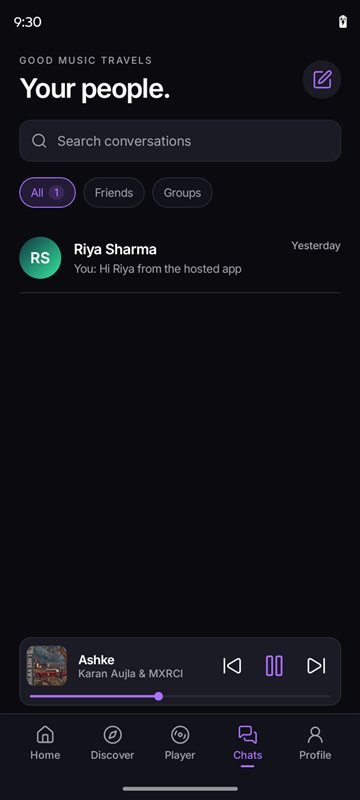 9:30
GOOD MUSIC TRAVELS
Your people.
Search conversations
All 1
Friends
Groups
Riya Sharma
Yesterday
You: Hi Riya from the hosted app
RS
Ashke
Karan Aujla & MXRCI
Home
Discover
Player
Chats
Profile